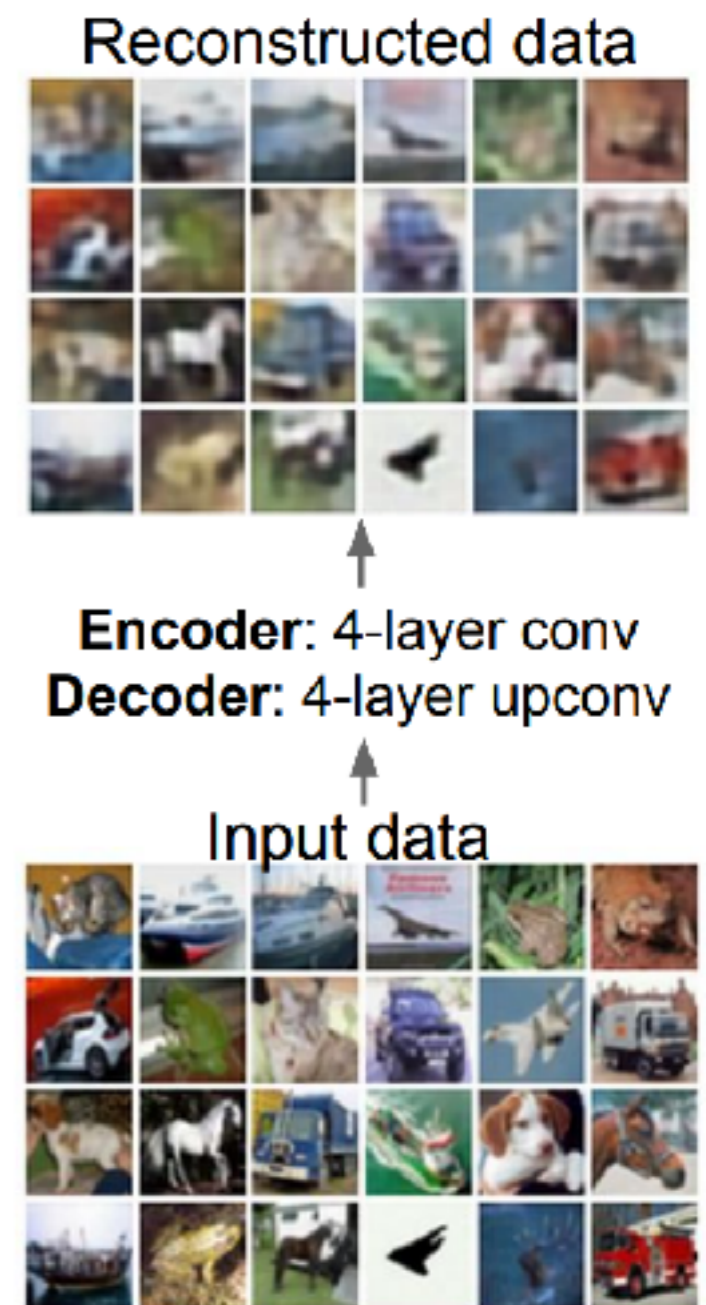 Reconstructed data
Encoder: 4-layer conv
Decoder: 4-layer upconv
Input data